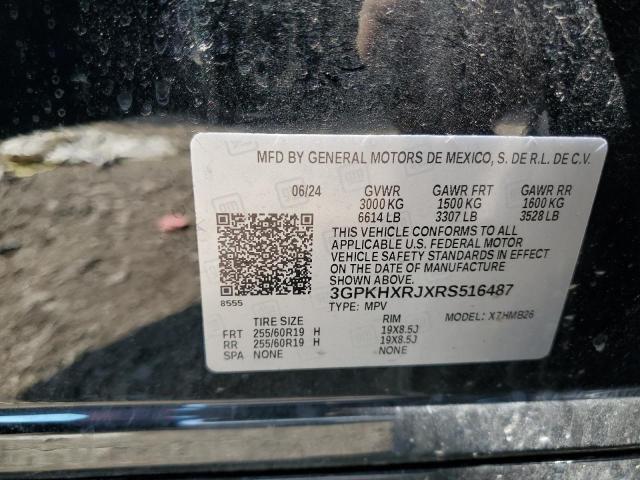 MFD BY GENERAL MOTORS DE MEXICO, S. DE R.L. DE C.V.
06/24 GVWR GAWR FRT GAWR RR
3000 KG 1500 KG 1600 KG
6614 LB 3307 LB 3528 LB
THIS VEHICLE CONFORMS TO ALL
APPLICABLE U.S. FEDERAL MOTOR
VEHICLE SAFETY STANDARDS IN EFFECT
ON THE DATE OF MANUFACTURE
SHOWN ABOVE.
8555
3GPKHXRJXRS516487
TYPE: MPV MODEL: X7HMB26
TIRE SIZE RIM
FRT 255/60R19 H 19X8.5J
RR 255/60R19 H 19X8.5J
SPA NONE NONE